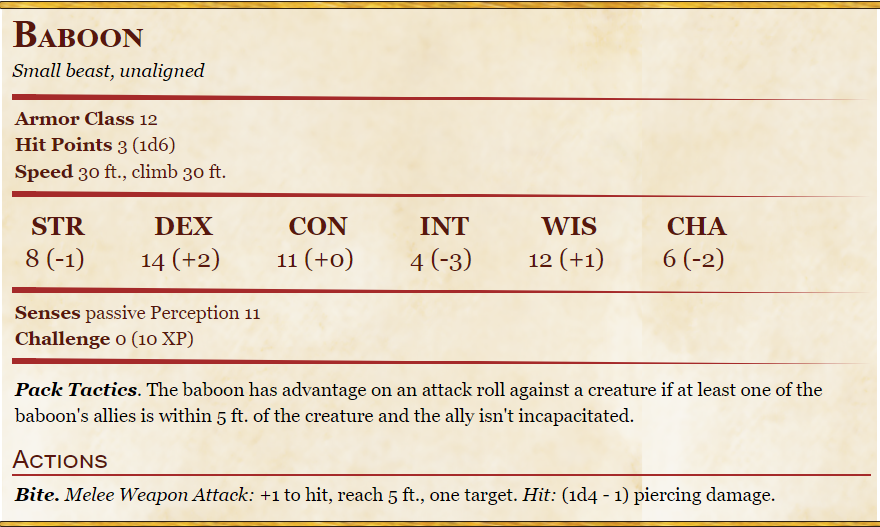 Baboon
Small beast, unaligned
Armor Class 12
Hit Points 3 (1d6)
Speed 30 ft., climb 30 ft.
STR DEX CON INT WIS CHA
8 (-1) 14 (+2) 11 (+0) 4 (-3) 12 (+1) 6 (-2)
Senses passive Perception 11
Challenge 0 (10 XP)
Pack Tactics. The baboon has advantage on an attack roll against a creature if at least one of the
baboon's allies is within 5 ft. of the creature and the ally isn't incapacitated.
Actions
Bite. Melee Weapon Attack: +1 to hit, reach 5 ft., one target. Hit: (1d4 - 1) piercing damage.